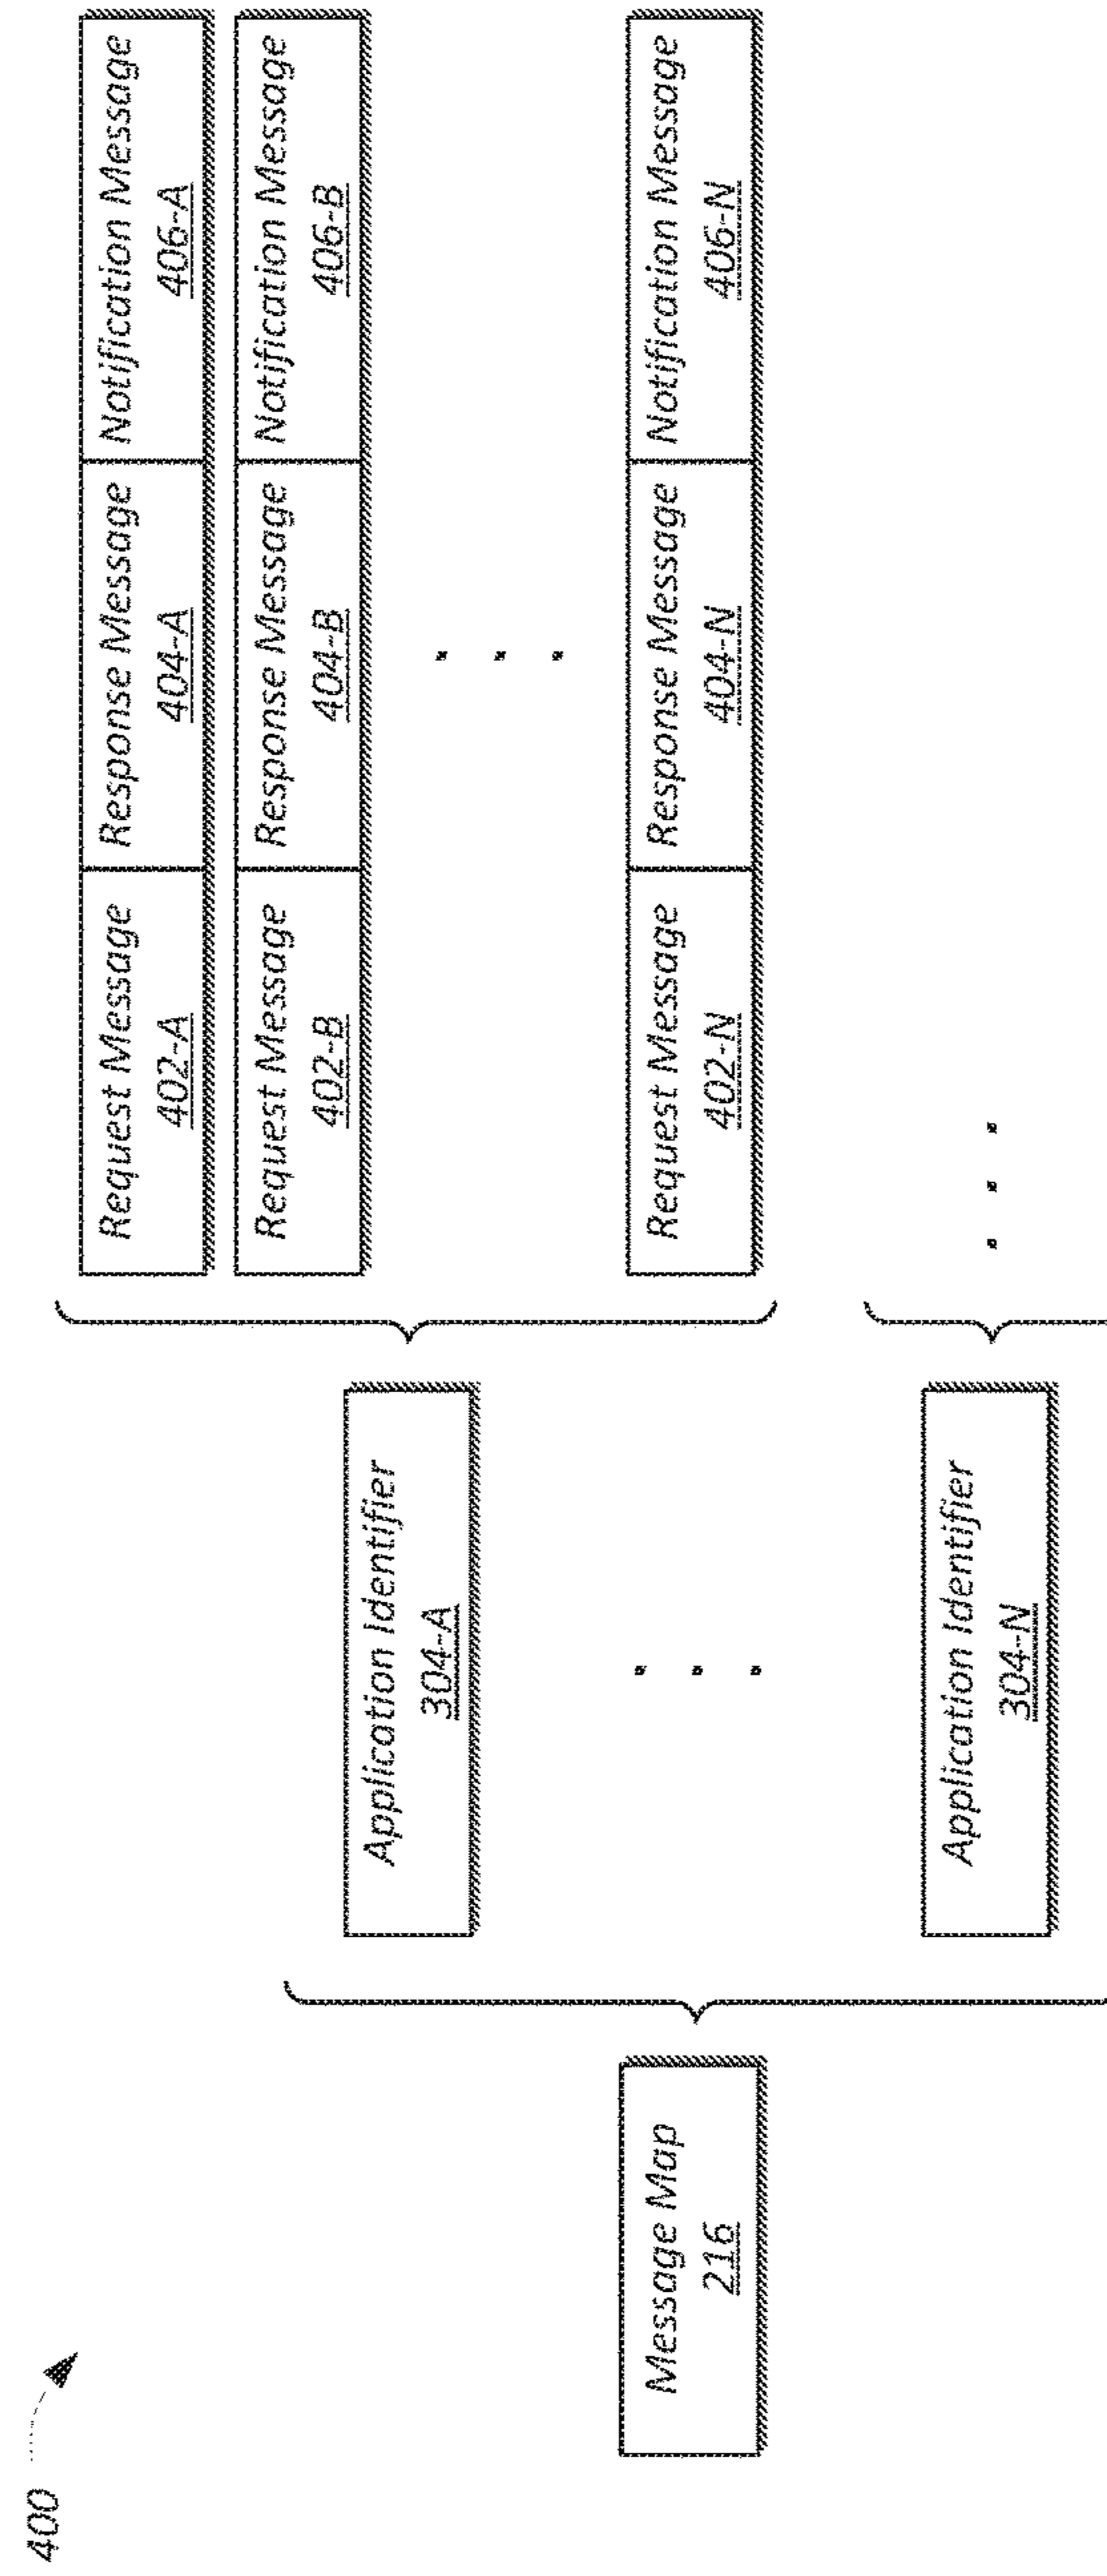 400
Message Map
216
Application Identifier
304-A
Application Identifier
304-N
Request Message
402-A
Response Message
404-A
Notification Message
406-A
Request Message
402-B
Response Message
404-B
Notification Message
406-B
Request Message
402-N
Response Message
404-N
Notification Message
406-N